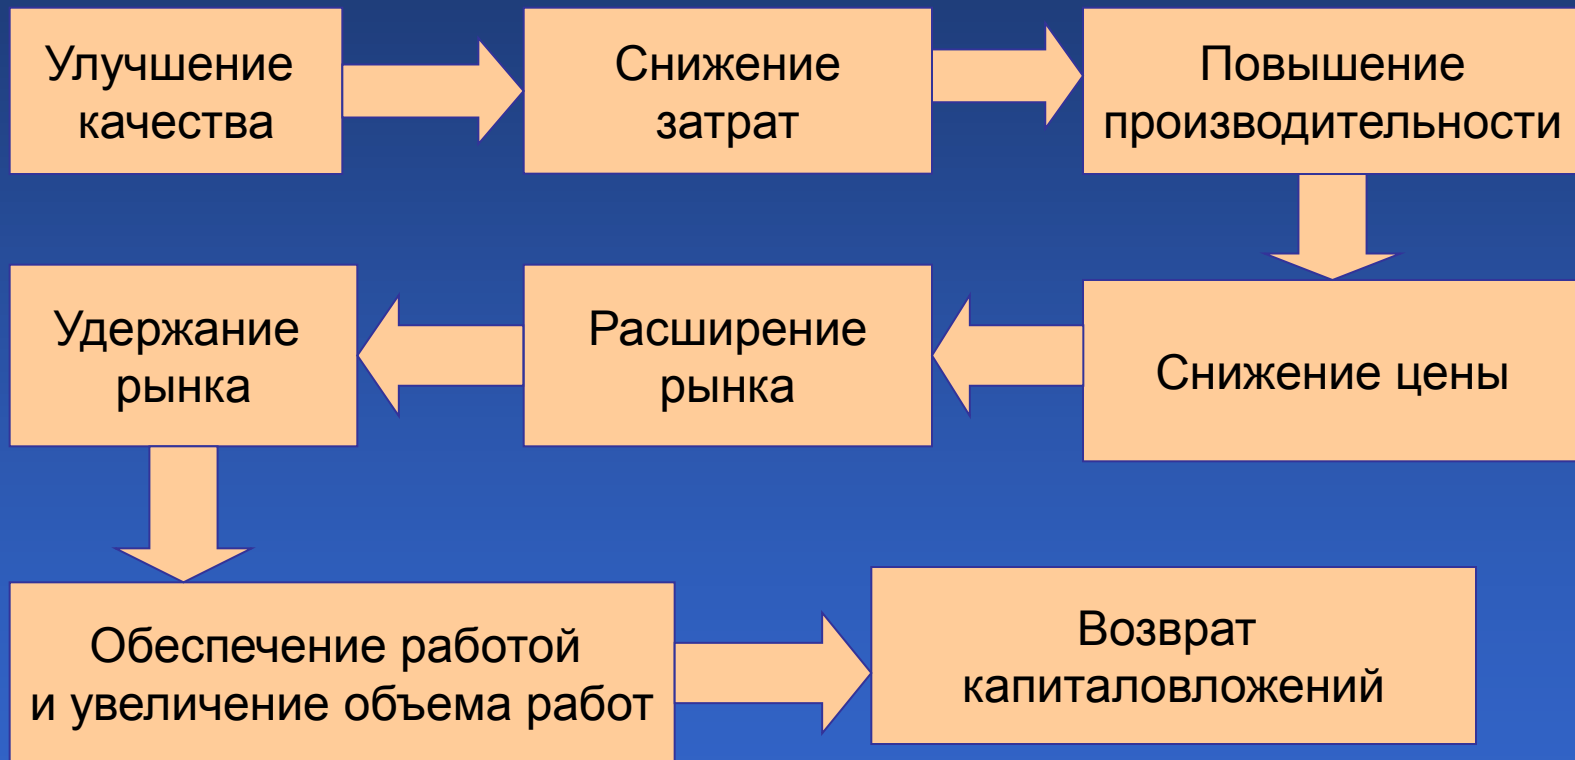 Улучшение
качества
Снижение
затрат
Повышение
производительности
Снижение цены
Расширение
рынка
Удержание
рынка
Обеспечение работой
и увеличение объема работ
Возврат
капиталовложений